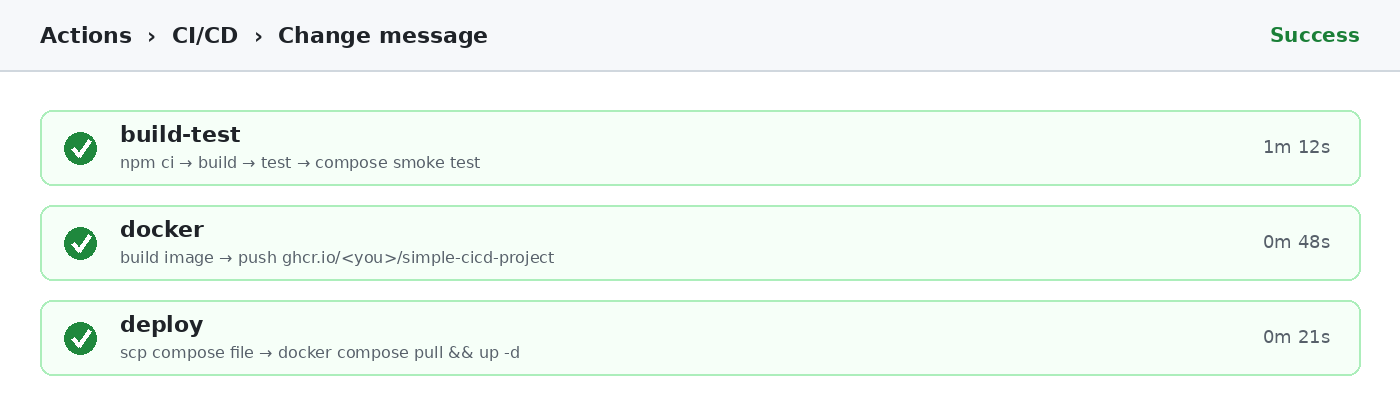 Actions › CI/CD › Change message
Success
build-test
npm ci → build → test → compose smoke test
1m 12s
docker
build image → push ghcr.io/<you>/simple-cicd-project
0m 48s
deploy
scp compose file → docker compose pull && up -d
0m 21s